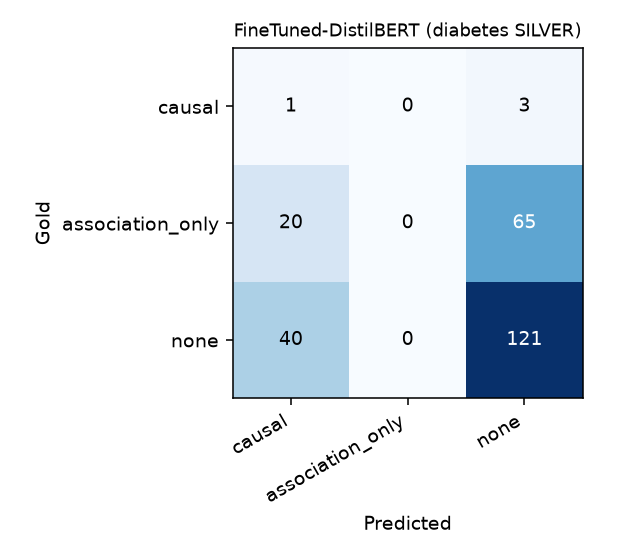 FineTuned-DistilBERT (diabetes SILVER)
causal 1 0 3
association_only 20 0 65
none 40 0 121
Gold
causal association_only none
Predicted